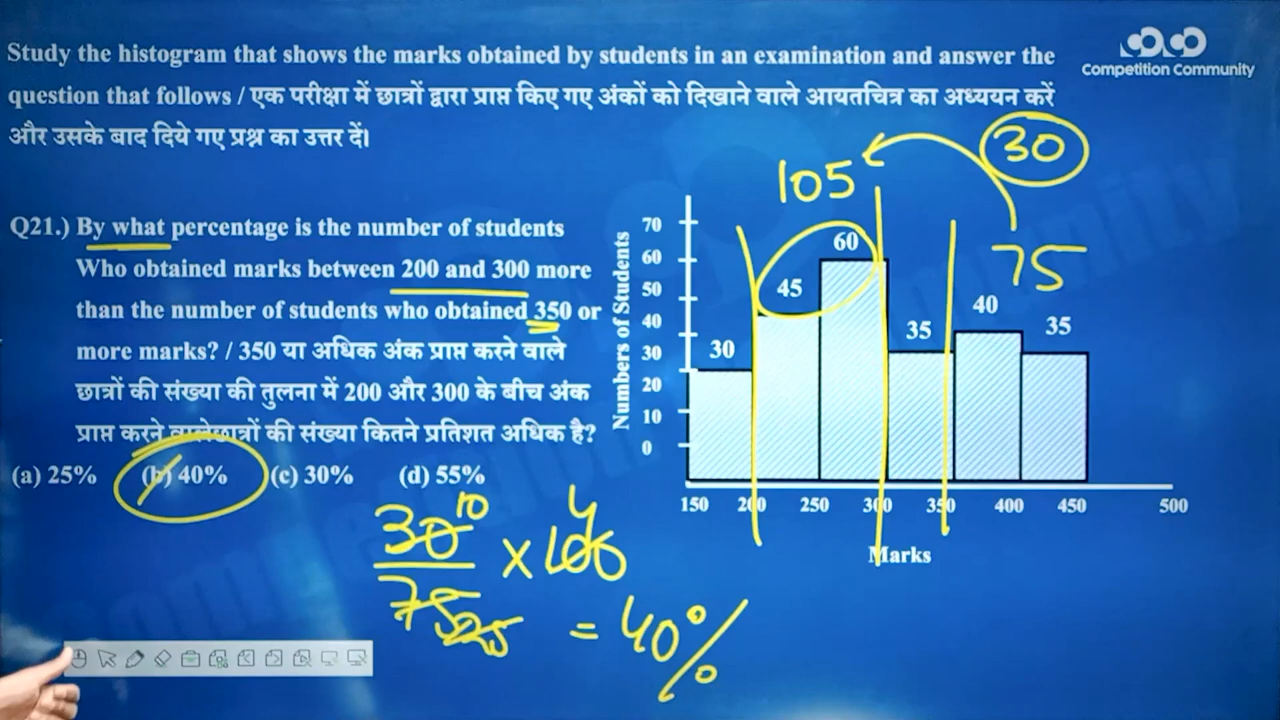 Study the histogram that shows the marks obtained by students in an examination and answer the
question that follows / एक परीक्षा में छात्रों द्वारा प्राप्त किए गए अंकों को दिखाने वाले आयतचित्र का अध्ययन करें
और उसके बाद दिये गए प्रश्न का उत्तर दें।
Competition Community
Q21.) By what percentage is the number of students
Who obtained marks between 200 and 300 more
than the number of students who obtained 350 or
more marks? / 350 या अधिक अंक प्राप्त करने वाले
छात्रों की संख्या की तुलना में 200 और 300 के बीच अंक
प्राप्त करने वालेछात्रों की संख्या कितने प्रतिशत अधिक है?
(a) 25% (b) 40% (c) 30% (d) 55%
30
105
75
Numbers of Students
70
60
50
40
30
20
10
0
30 45 60 35 40 35
150 200 250 300 350 400 450 500
Marks
30 10 4
× 100
75 25
= 40%